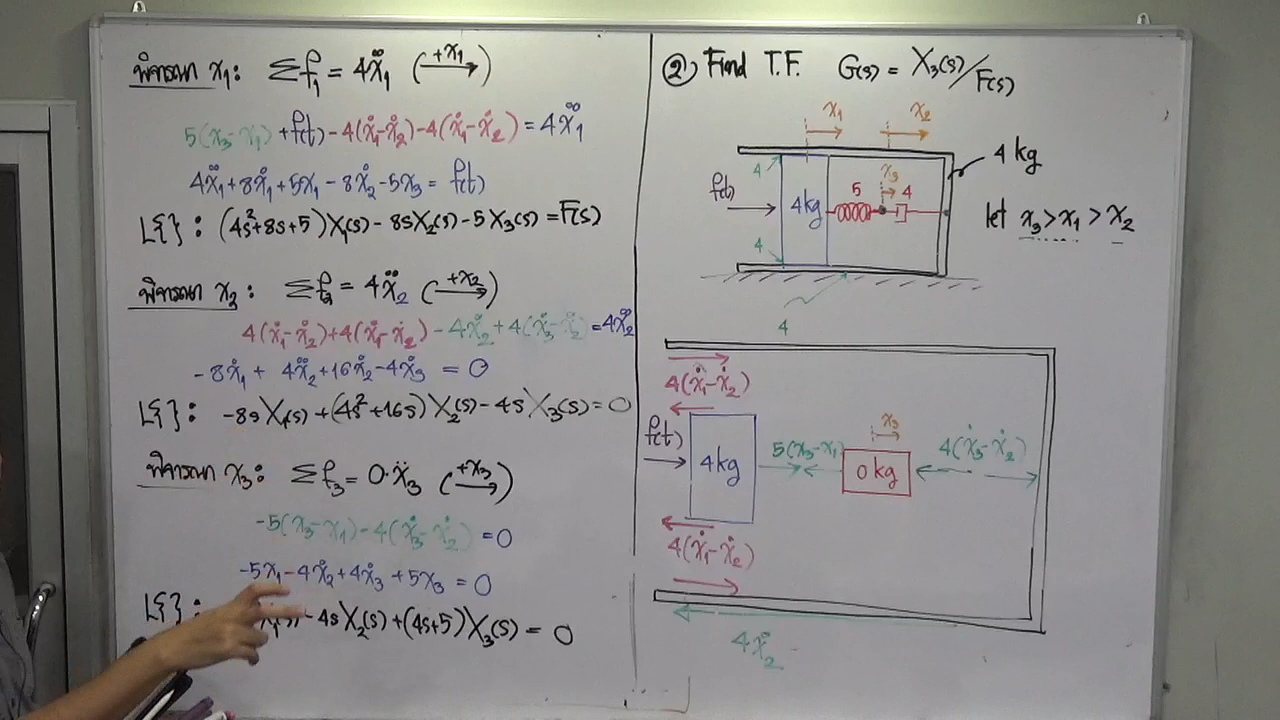 พิจารณา x₁: Σf₁ = 4ẍ₁ (+x₁ →)
5(x₃-x₁) + f(t) - 4(ẋ₁-ẋ₂) - 4(ẋ₁-ẋ₂) = 4ẍ₁
4ẍ₁ + 8ẋ₁ + 5x₁ - 8ẋ₂ - 5x₃ = f(t)
L{} : (4s²+8s+5)X₁(s) - 8sX₂(s) - 5X₃(s) = F(s)
พิจารณา x₂: Σf₂ = 4ẍ₂ (+x₂ →)
4(ẋ₁-ẋ₂) + 4(ẋ₁-ẋ₂) - 4ẋ₂ + 4(ẋ₃-ẋ₂) = 4ẍ₂
-8ẋ₁ + 4ẍ₂ + 16ẋ₂ - 4ẋ₃ = 0
L{} : -8sX₁(s) + (4s²+16s)X₂(s) - 4sX₃(s) = 0
พิจารณา x₃: Σf₃ = 0·ẍ₃ (+x₃ →)
-5(x₃-x₁) - 4(ẋ₃-ẋ₂) = 0
-5x₁ - 4ẋ₂ + 4ẋ₃ + 5x₃ = 0
L{} : - 4sX₂(s) + (4s+5)X₃(s) = 0
② Find T.F. G(s) = X₃(s)/F(s)
x₁ x₂
4 kg
4
x₃
f(t) 4kg 5 4
let x₃ > x₁ > x₂
4
4
4(ẋ₁-ẋ₂)
f(t) 4kg 5(x₃-x₁) x₃ 0 kg 4(ẋ₃-ẋ₂)
4(ẋ₁-ẋ₂)
4ẋ₂